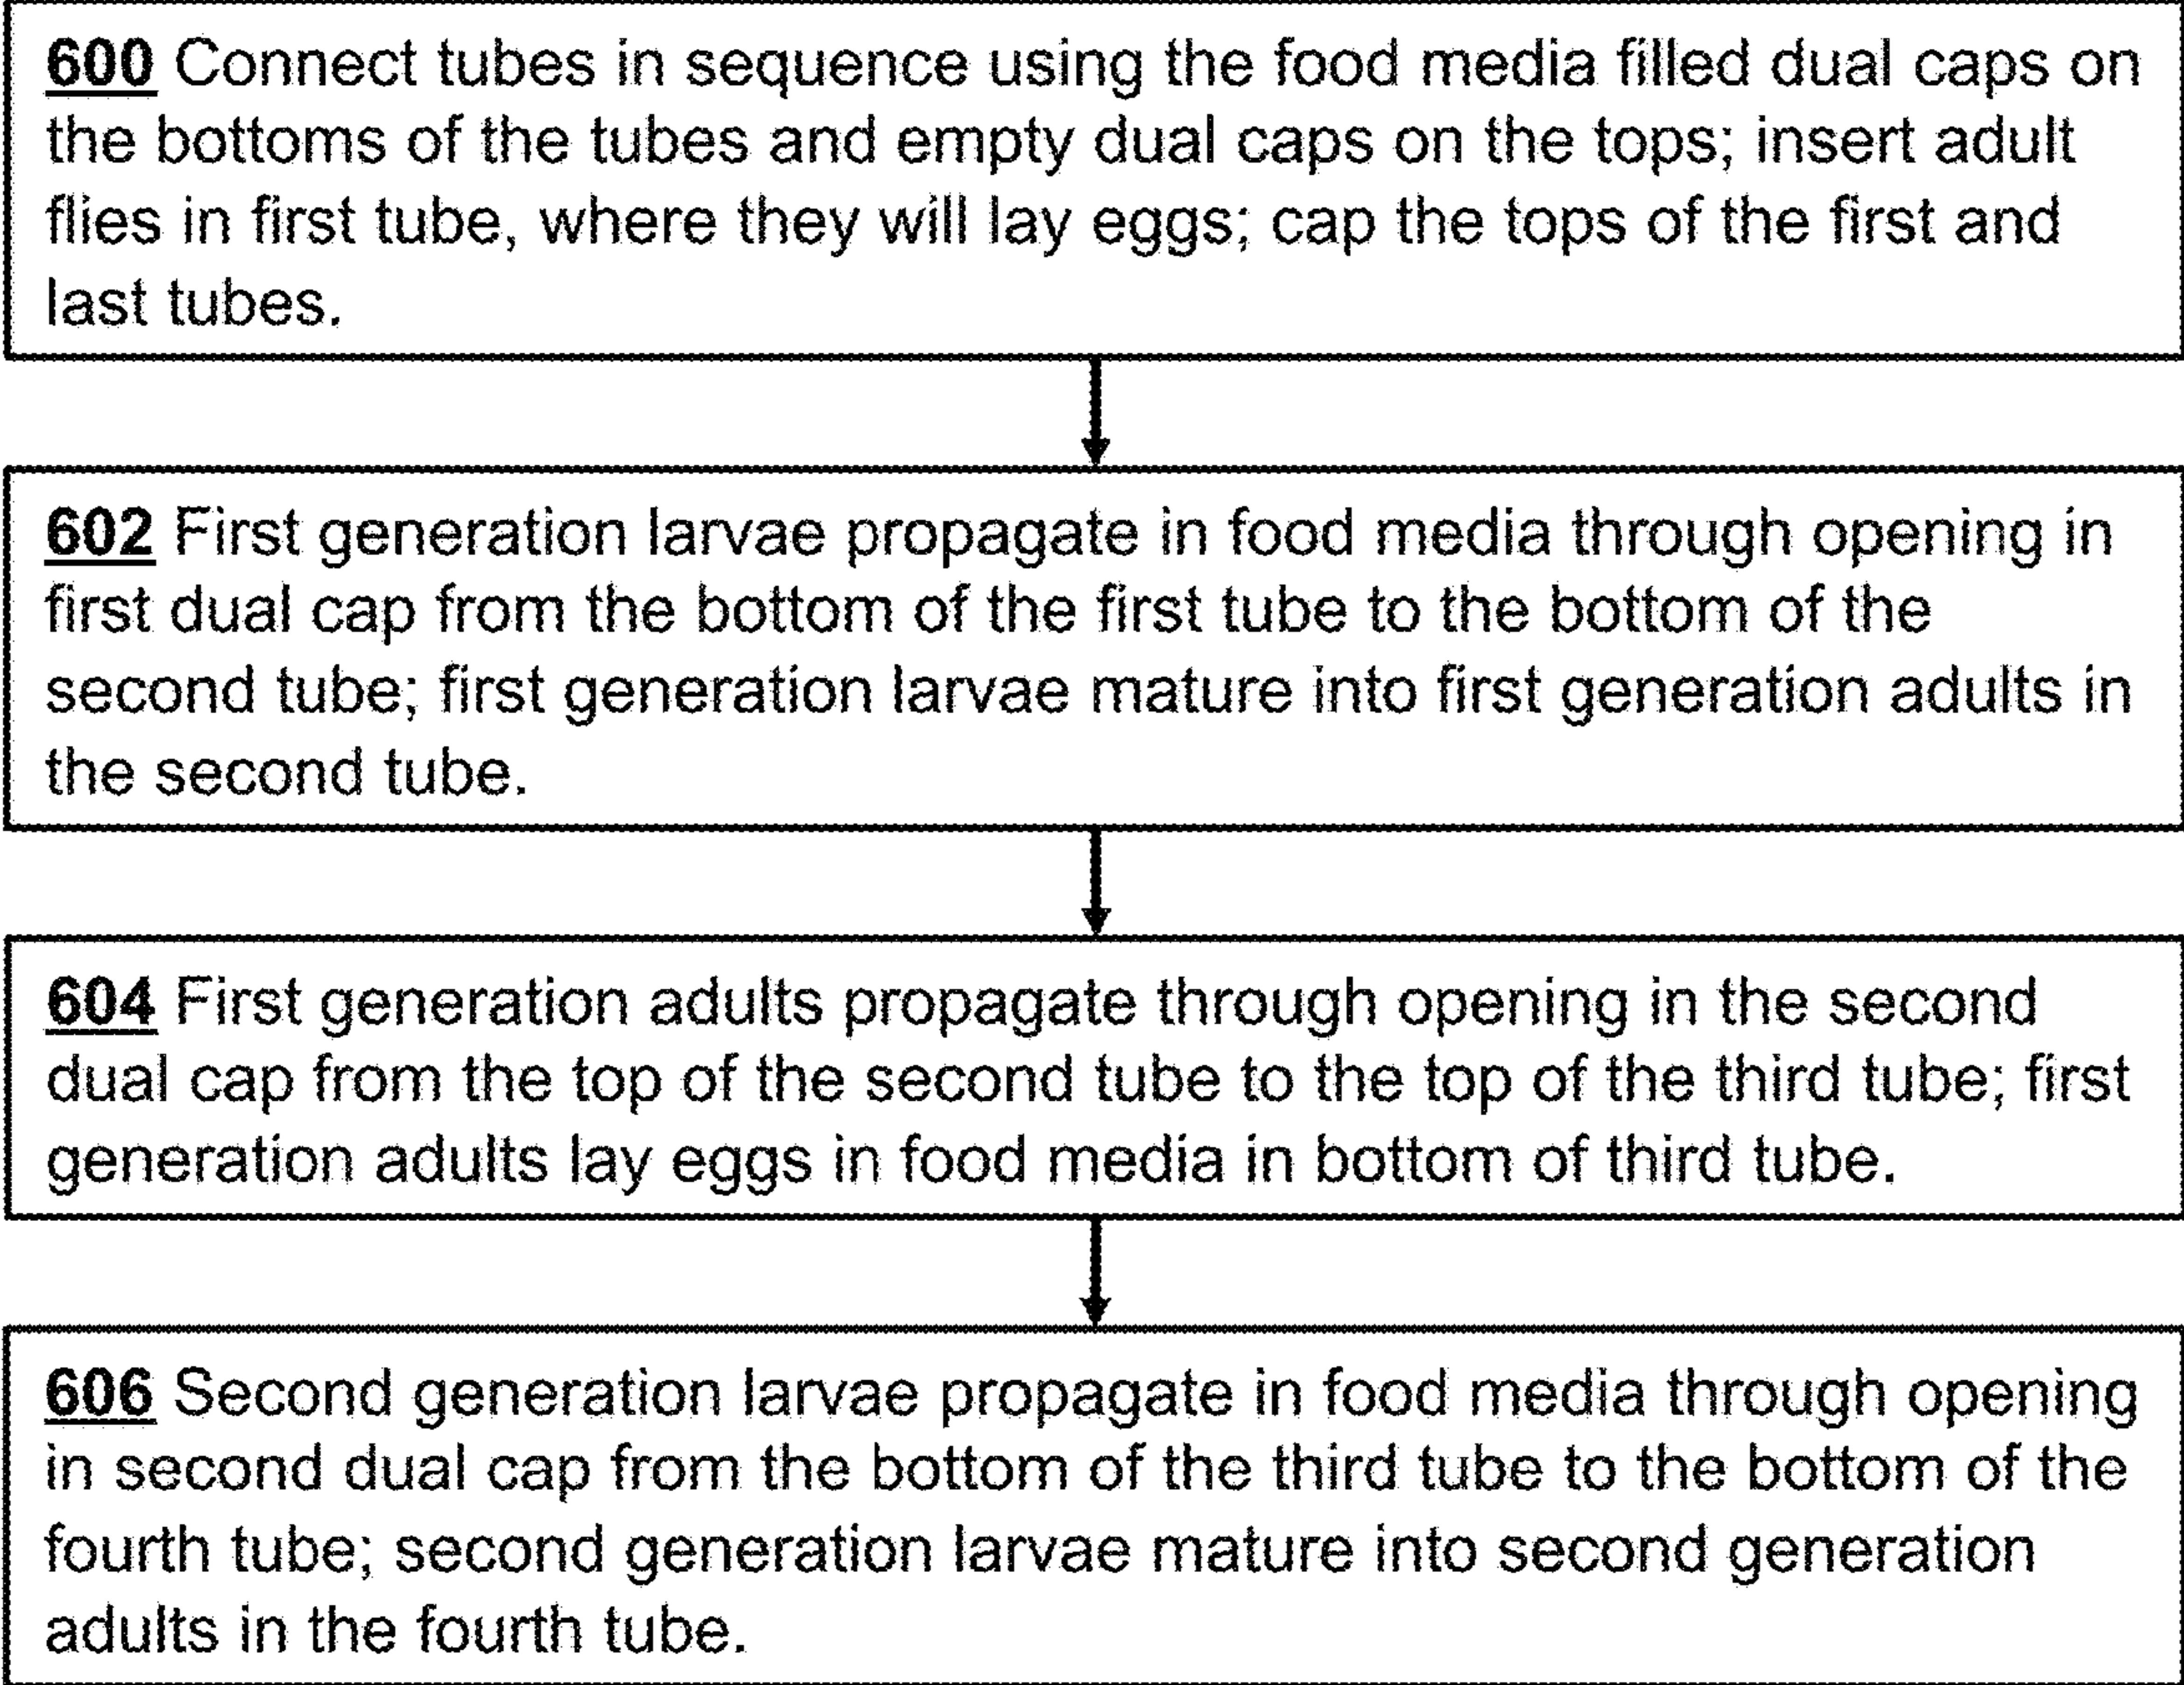 600 Connect tubes in sequence using the food media filled dual caps on
the bottoms of the tubes and empty dual caps on the tops; insert adult
flies in first tube, where they will lay eggs; cap the tops of the first and
last tubes.
602 First generation larvae propagate in food media through opening in
first dual cap from the bottom of the first tube to the bottom of the
second tube; first generation larvae mature into first generation adults in
the second tube.
604 First generation adults propagate through opening in the second
dual cap from the top of the second tube to the top of the third tube; first
generation adults lay eggs in food media in bottom of third tube.
606 Second generation larvae propagate in food media through opening
in second dual cap from the bottom of the third tube to the bottom of the
fourth tube; second generation larvae mature into second generation
adults in the fourth tube.